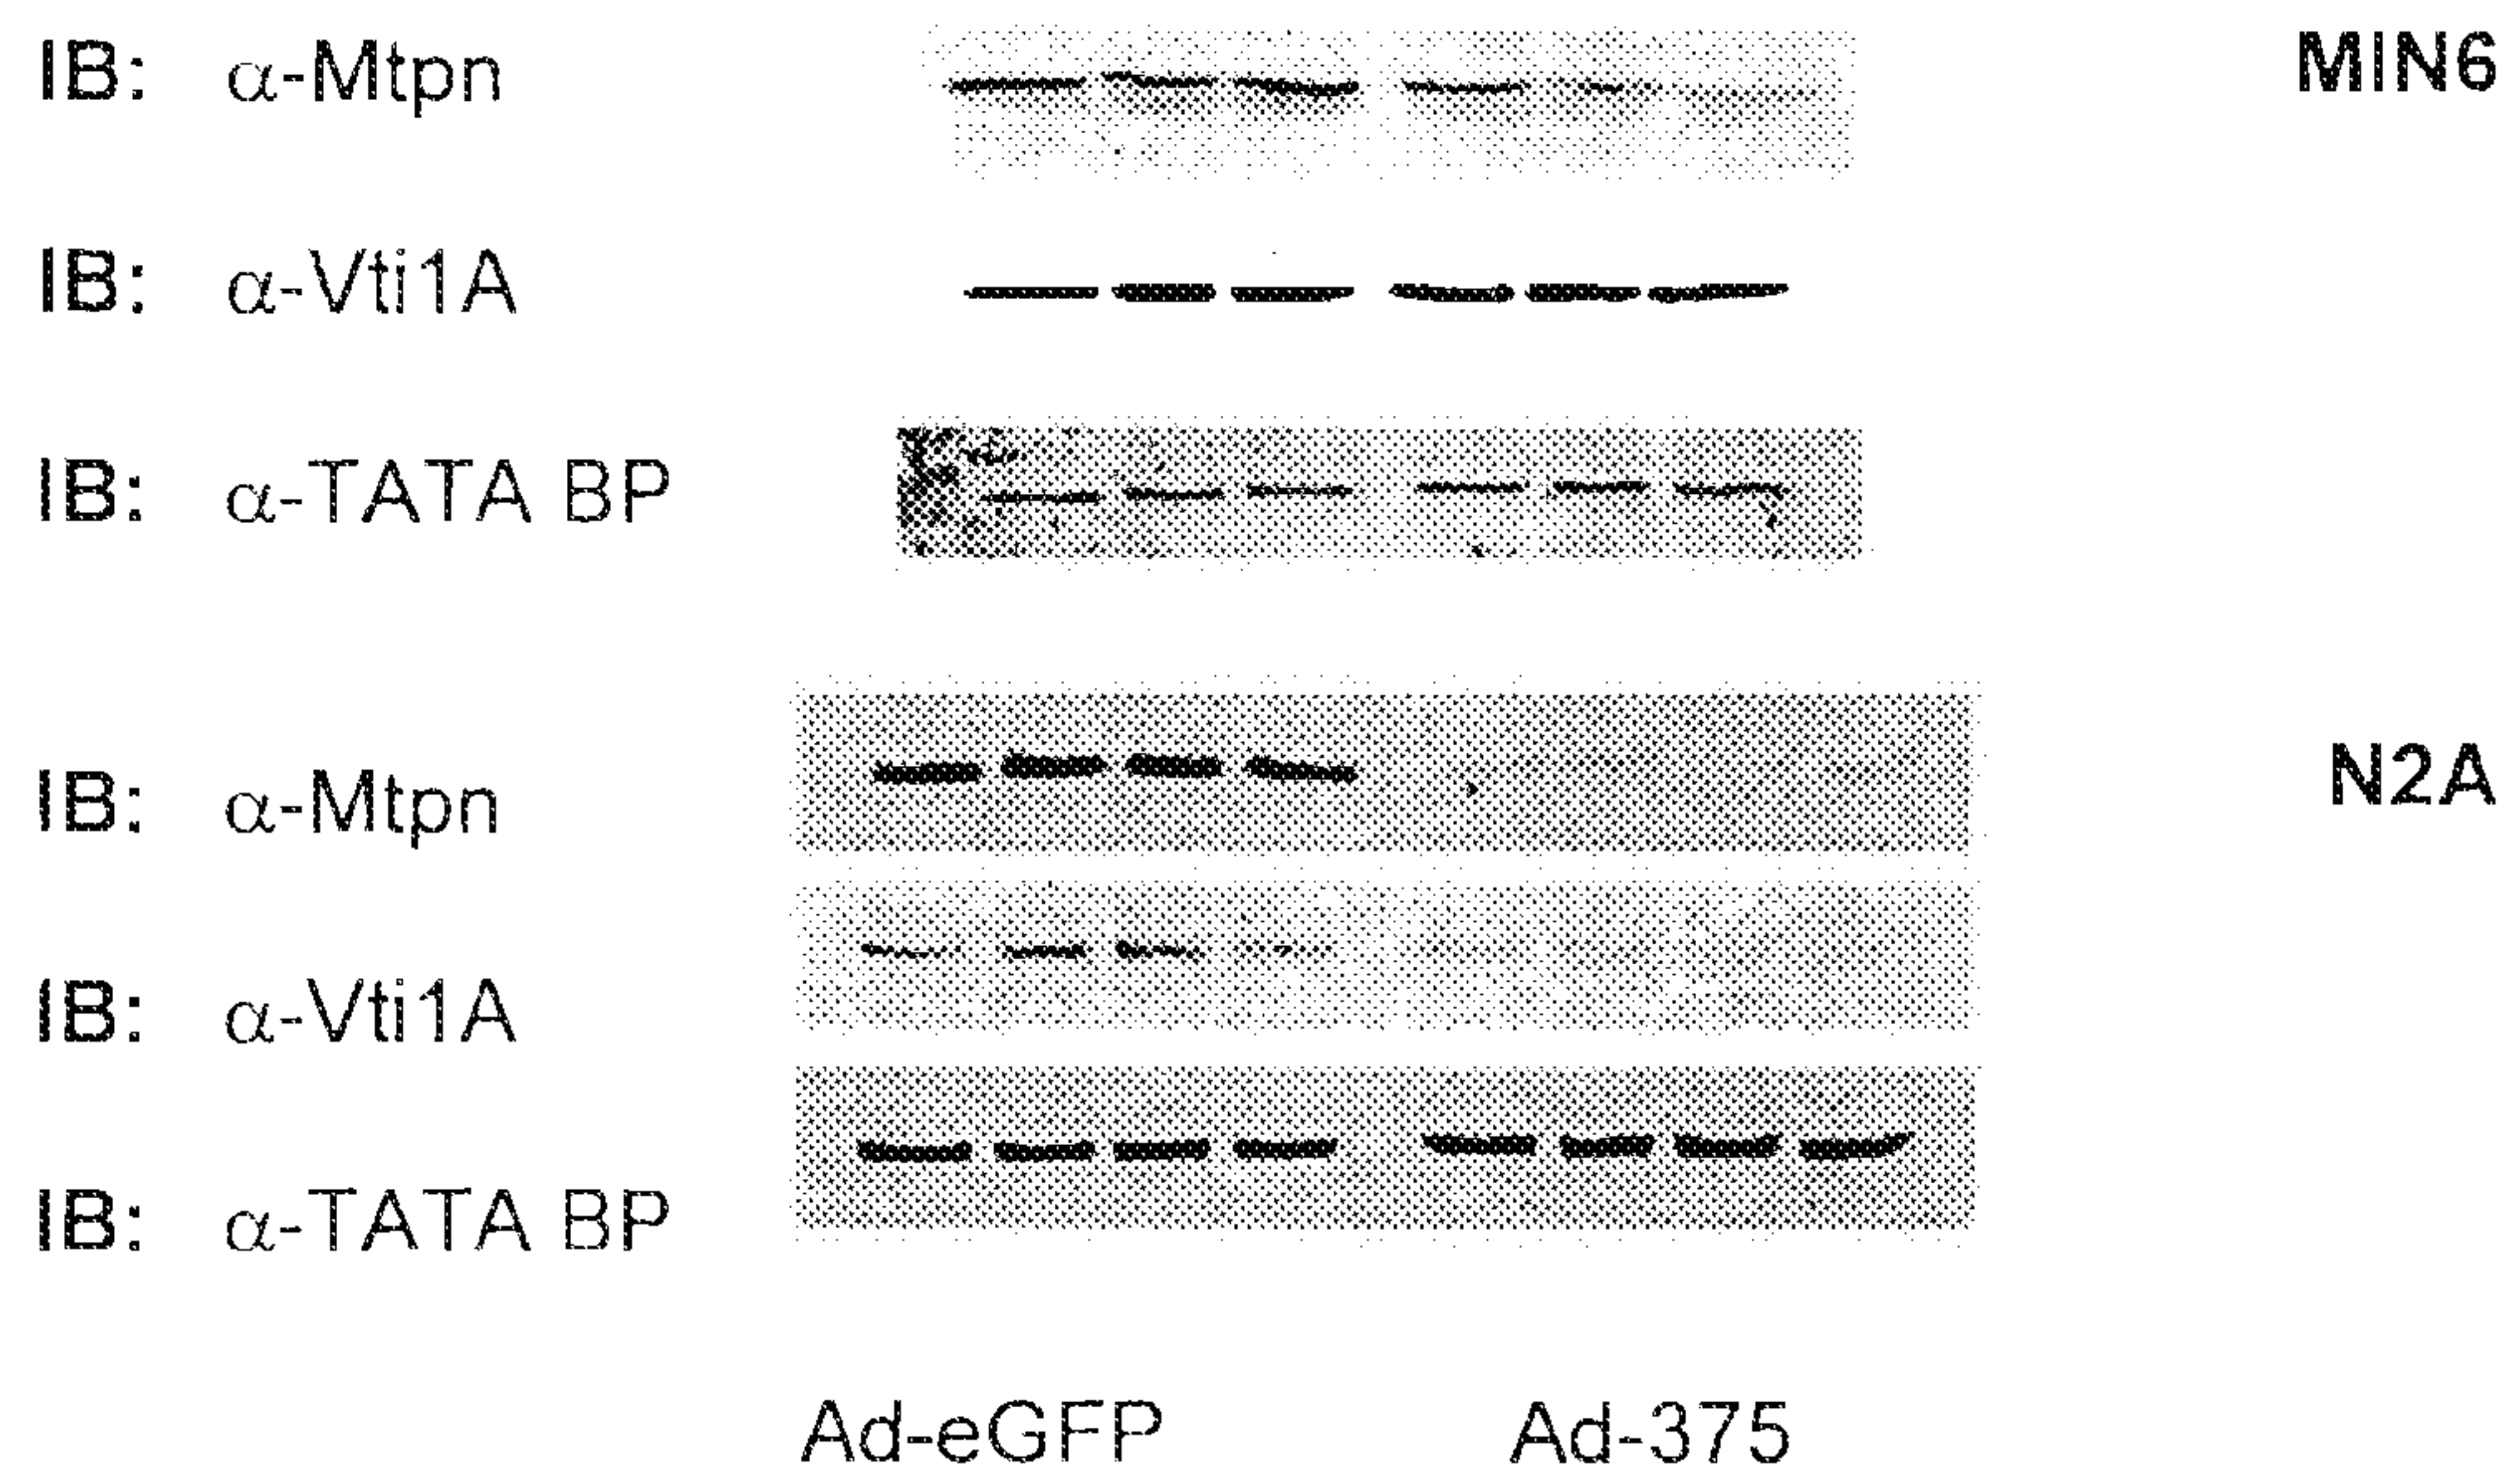 IB: α-Mtpn MIN6
IB: α-Vti1A
IB: α-TATA BP
IB: α-Mtpn N2A
IB: α-Vti1A
IB: α-TATA BP
Ad-eGFP Ad-375